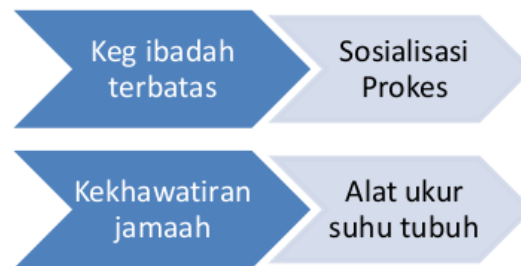 Keg ibadah
terbatas
Sosialisasi
Prokes
Kekhawatiran
jamaah
Alat ukur
suhu tubuh